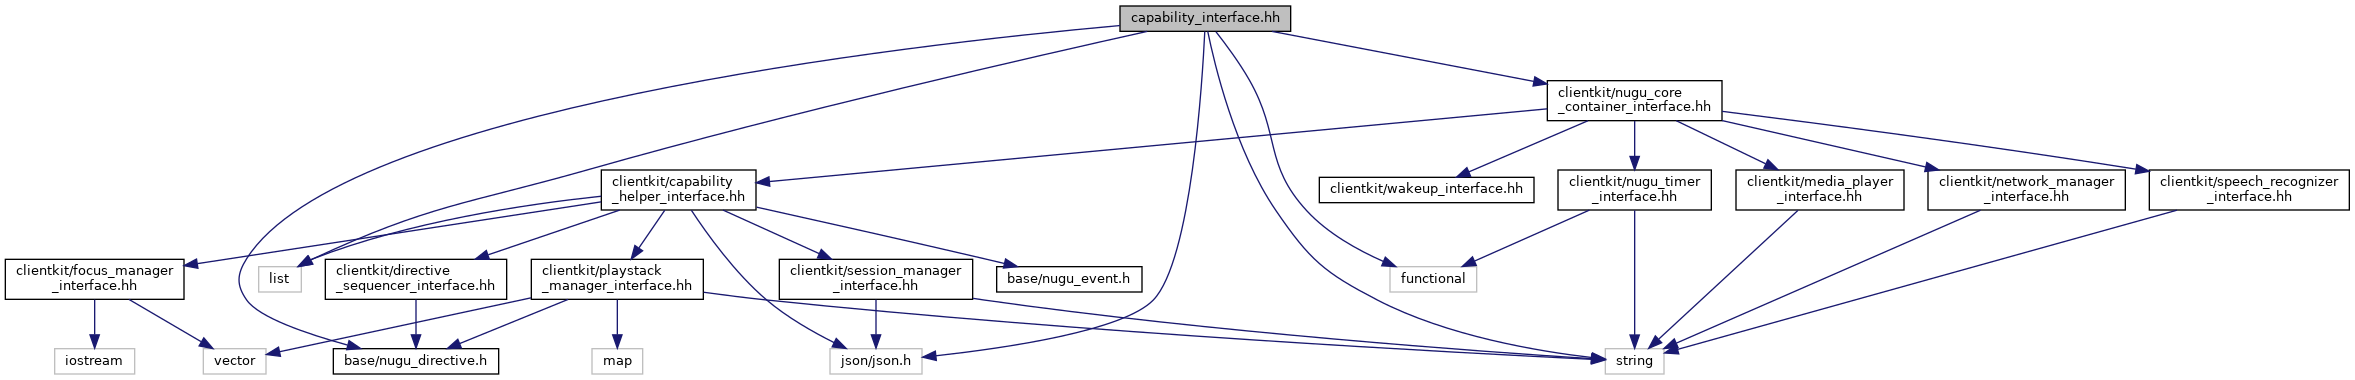 capability_interface.hh
clientkit/nugu_core
_container_interface.hh
clientkit/capability
_helper_interface.hh
clientkit/wakeup_interface.hh
clientkit/nugu_timer
_interface.hh
clientkit/media_player
_interface.hh
clientkit/network_manager
_interface.hh
clientkit/speech_recognizer
_interface.hh
clientkit/focus_manager
_interface.hh
list
clientkit/directive
_sequencer_interface.hh
clientkit/playstack
_manager_interface.hh
clientkit/session_manager
_interface.hh
base/nugu_event.h
functional
iostream
vector
base/nugu_directive.h
map
json/json.h
string